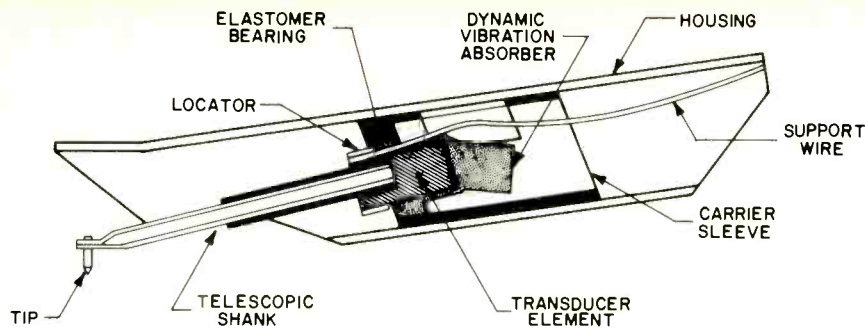 ELASTOMER
BEARING
DYNAMIC
VIBRATION
ABSORBER
HOUSING
LOCATOR
SUPPORT
WIRE
CARRIER
SLEEVE
TIP
TELESCOPIC
SHANK
TRANSDUCER
ELEMENT